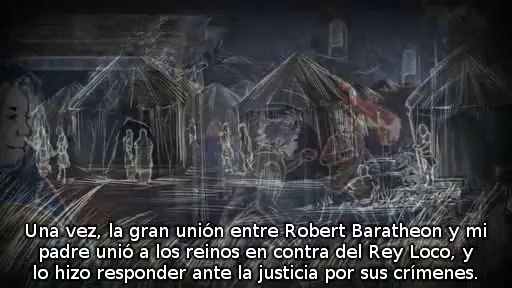 Una vez, la gran unión entre Robert Baratheon y mi
padre unió a los reinos en contra del Rey Loco, y
lo hizo responder ante la justicia por sus crímenes.